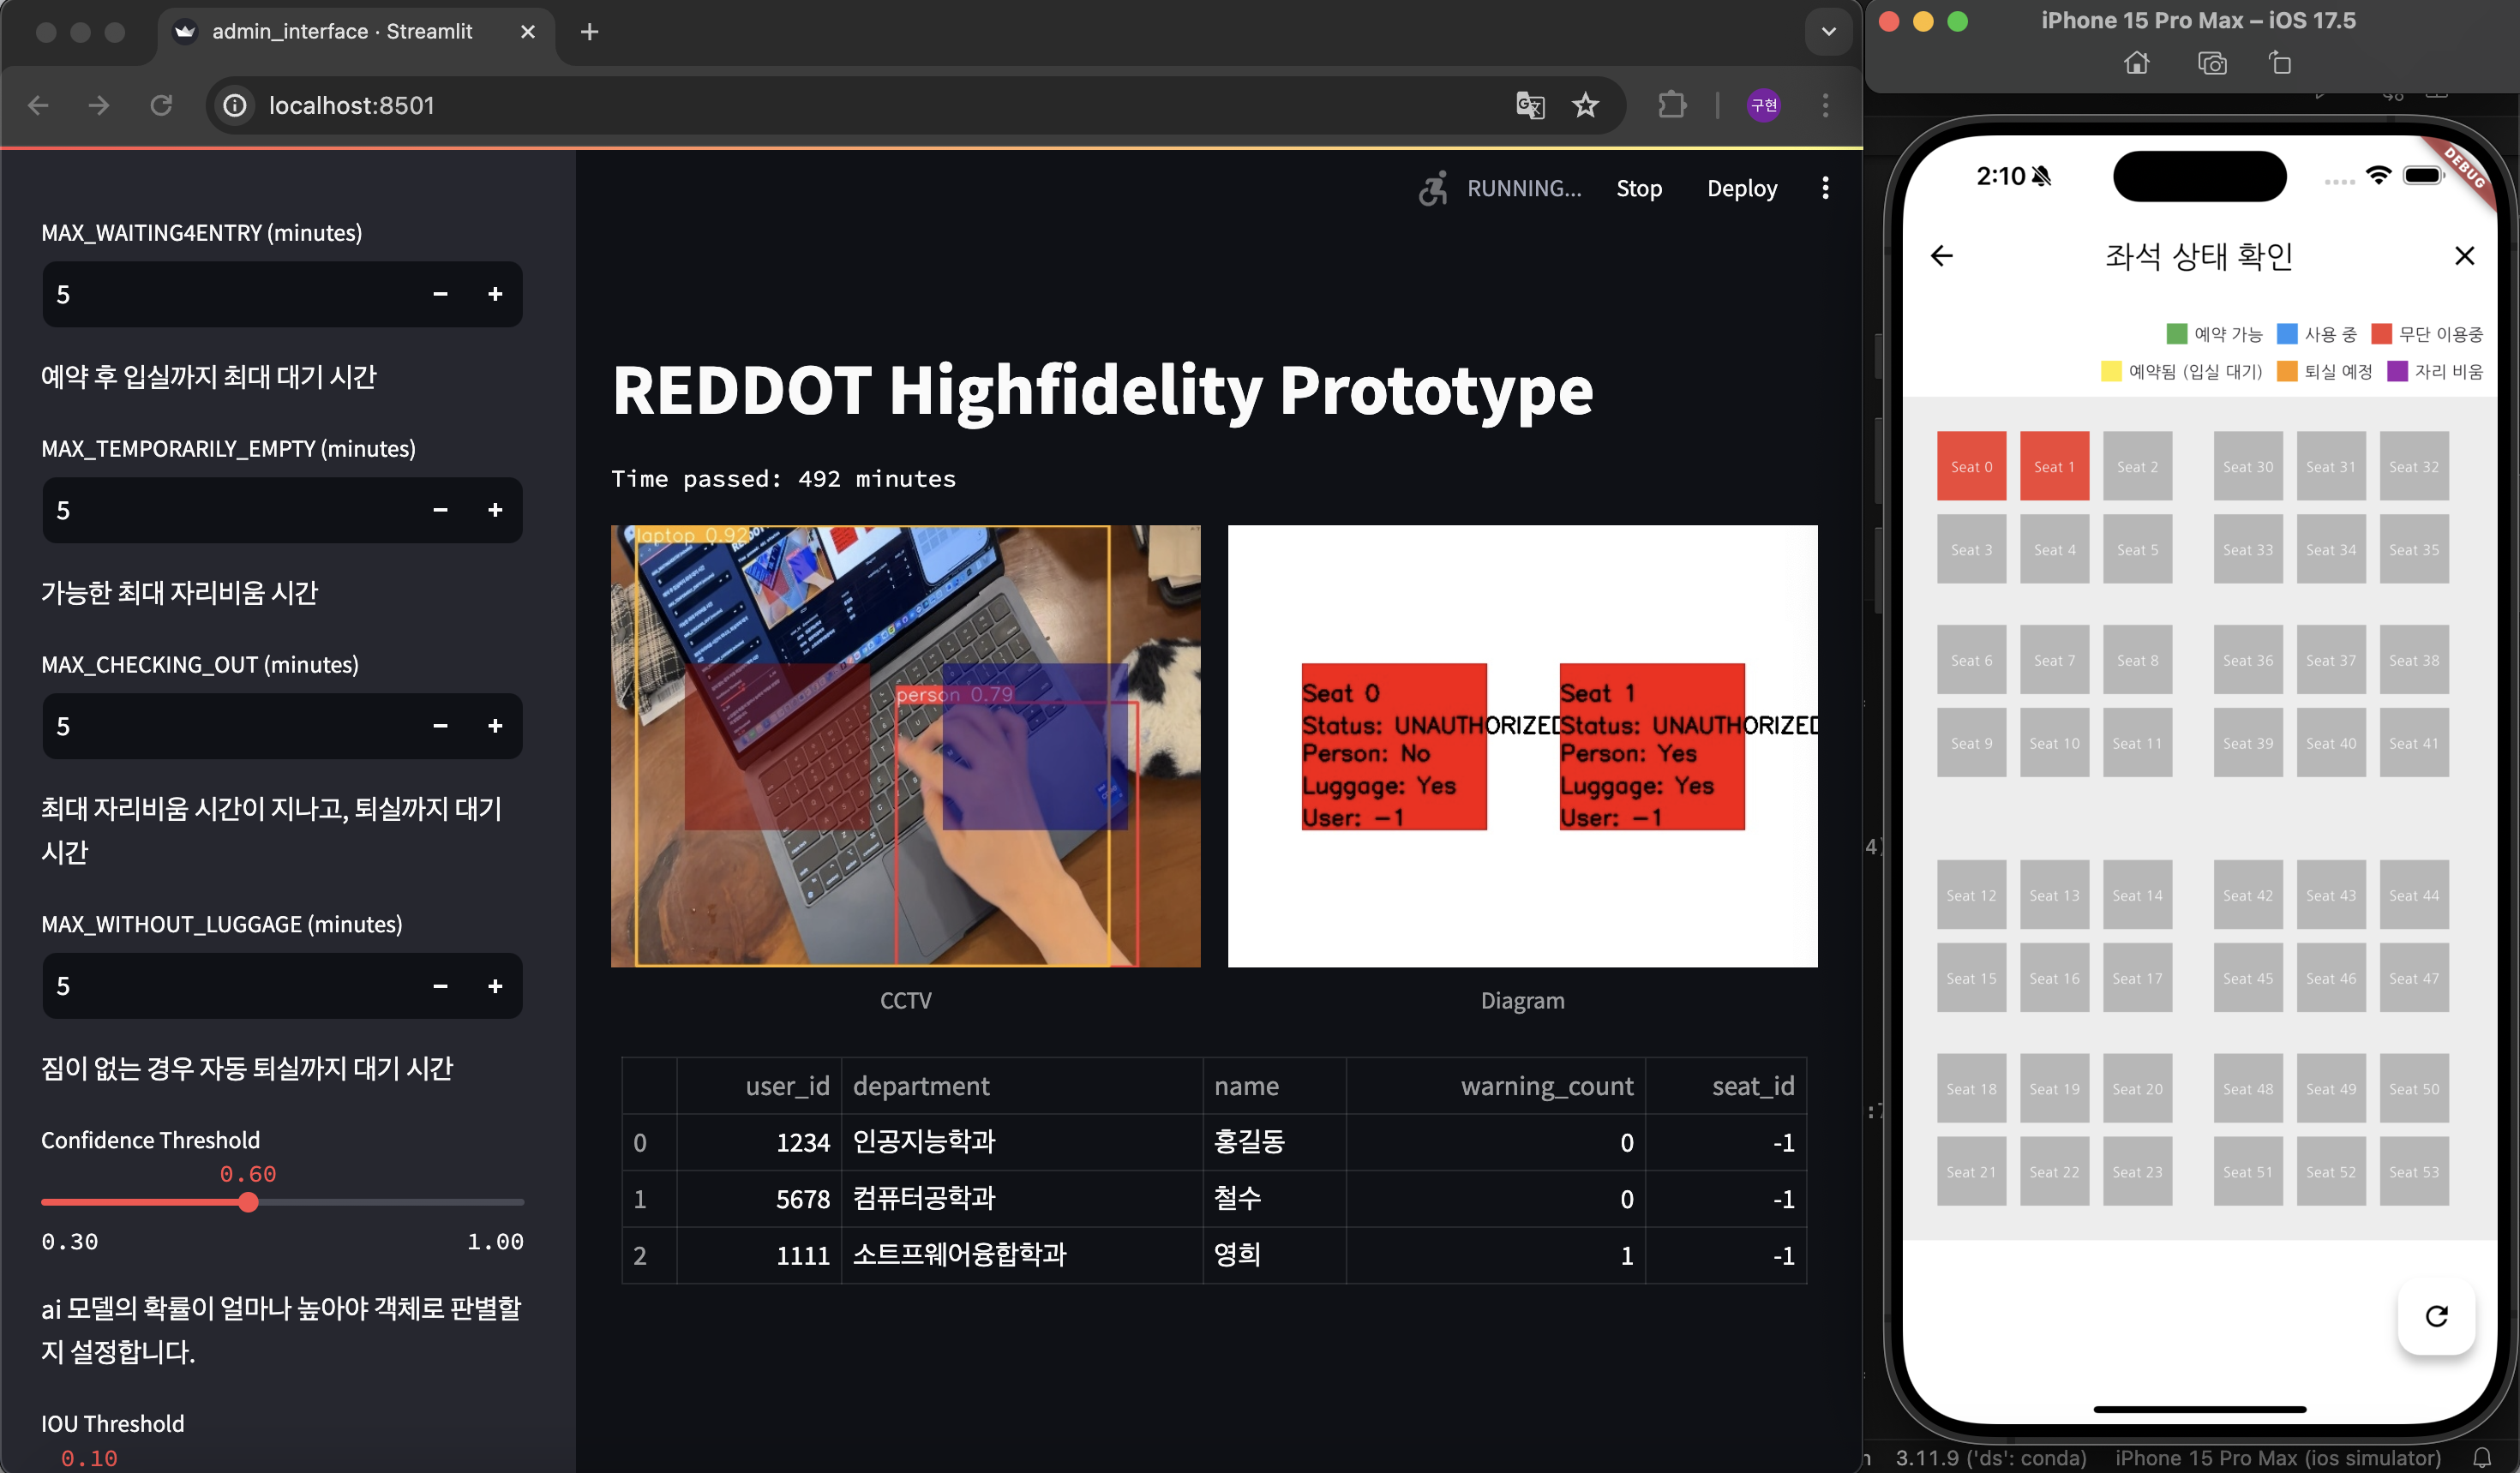 admin_interface · Streamlit
localhost:8501
구현
RUNNING...
Stop
Deploy
MAX_WAITING4ENTRY (minutes)
5
예약 후 입실까지 최대 대기 시간
MAX_TEMPORARILY_EMPTY (minutes)
5
가능한 최대 자리비움 시간
MAX_CHECKING_OUT (minutes)
5
최대 자리비움 시간이 지나고, 퇴실까지 대기
시간
MAX_WITHOUT_LUGGAGE (minutes)
5
짐이 없는 경우 자동 퇴실까지 대기 시간
Confidence Threshold
0.60
0.30 1.00
ai 모델의 확률이 얼마나 높아야 객체로 판별할
지 설정합니다.
IOU Threshold
0.10
REDDOT Highfidelity Prototype
Time passed: 492 minutes
laptop 0.92
person 0.79
CCTV
Seat 0
Status: UNAUTHORIZED
Person: No
Luggage: Yes
User: -1
Seat 1
Status: UNAUTHORIZED
Person: Yes
Luggage: Yes
User: -1
Diagram
user_id department name warning_count seat_id
0 1234 인공지능학과 홍길동 0 -1
1 5678 컴퓨터공학과 철수 0 -1
2 1111 소트프웨어융합학과 영희 1 -1
iPhone 15 Pro Max – iOS 17.5
2:10
DEBUG
좌석 상태 확인
예약 가능 사용 중 무단 이용중
예약됨 (입실 대기) 퇴실 예정 자리 비움
Seat 0 Seat 1 Seat 2 Seat 30 Seat 31 Seat 32
Seat 3 Seat 4 Seat 5 Seat 33 Seat 34 Seat 35
Seat 6 Seat 7 Seat 8 Seat 36 Seat 37 Seat 38
Seat 9 Seat 10 Seat 11 Seat 39 Seat 40 Seat 41
Seat 12 Seat 13 Seat 14 Seat 42 Seat 43 Seat 44
Seat 15 Seat 16 Seat 17 Seat 45 Seat 46 Seat 47
Seat 18 Seat 19 Seat 20 Seat 48 Seat 49 Seat 50
Seat 21 Seat 22 Seat 23 Seat 51 Seat 52 Seat 53
3.11.9 ('ds': conda) iPhone 15 Pro Max (ios simulator)